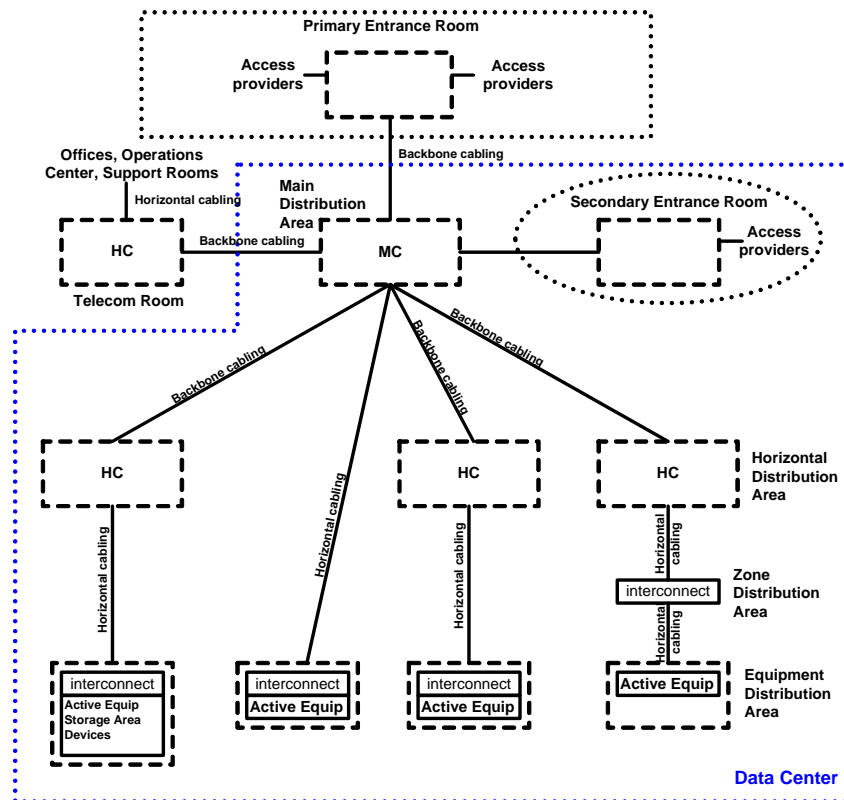 Primary Entrance Room
Access
providers
Access
providers
Backbone cabling
Offices, Operations
Center, Support Rooms
Horizontal cabling
Main
Distribution
Area
Secondary Entrance Room
HC
Backbone cabling
MC
Access
providers
Telecom Room
Backbone cabling
Backbone
cabling
Backbone cabling
HC
HC
HC
Horizontal
Distribution
Area
Horizontal cabling
Horizontal cabling
Horizontal cabling
Horizontal
cabling
interconnect
Zone
Distribution
Area
Horizontal
cabling
interconnect
Active Equip
Storage Area
Devices
interconnect
Active Equip
interconnect
Active Equip
Active Equip
Equipment
Distribution
Area
Data Center